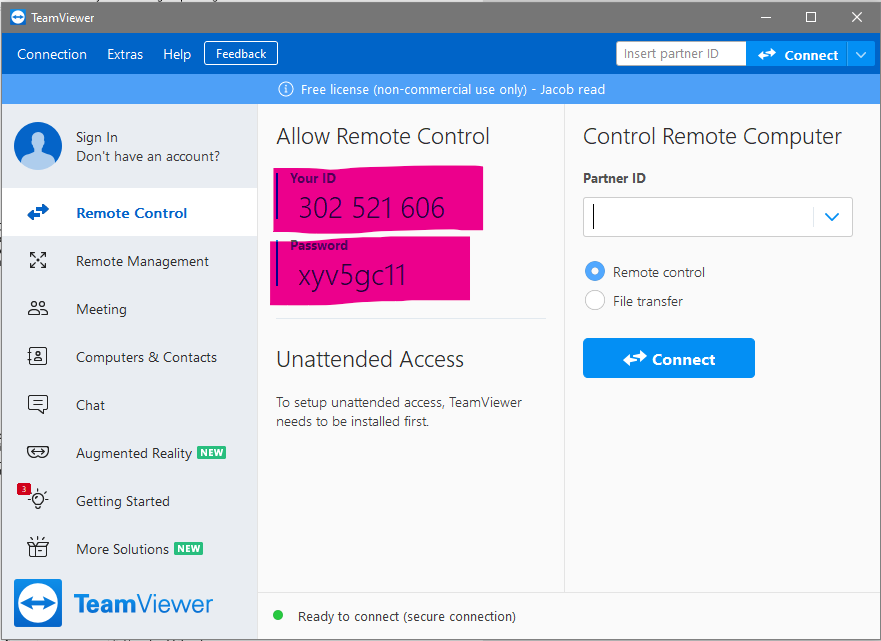 TeamViewer
Connection Extras Help Feedback
Insert partner ID Connect
Free license (non-commercial use only) - Jacob read
Sign In
Don't have an account?
Remote Control
Remote Management
Meeting
Computers & Contacts
Chat
Augmented Reality NEW
3
Getting Started
More Solutions NEW
TeamViewer
Allow Remote Control
Your ID
302 521 606
Password
xyv5gc11
Unattended Access
To setup unattended access, TeamViewer
needs to be installed first.
Control Remote Computer
Partner ID
Remote control
File transfer
Connect
Ready to connect (secure connection)